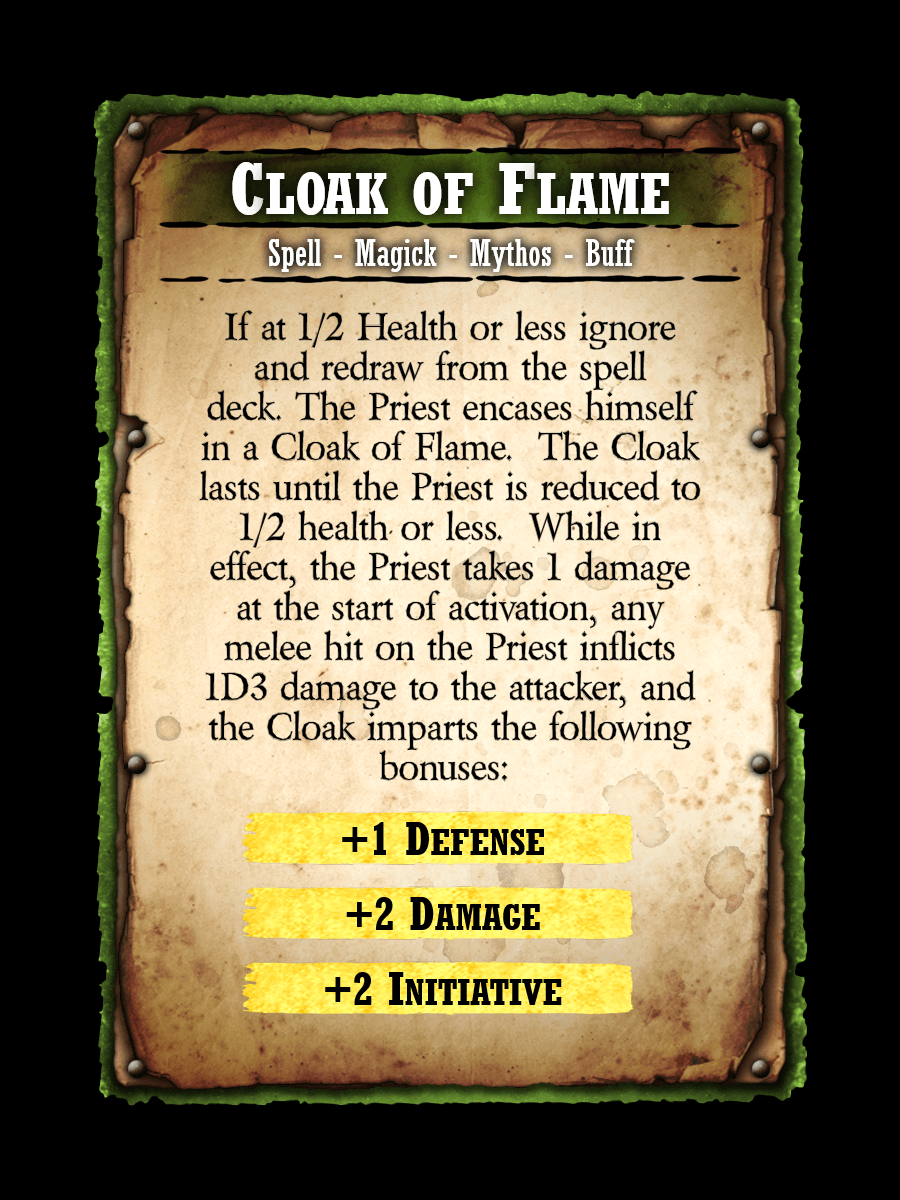 Cloak of Flame
Spell - Magick - Mythos - Buff
If at 1/2 Health or less ignore
and redraw from the spell
deck. The Priest encases himself
in a Cloak of Flame.  The Cloak
lasts until the Priest is reduced to
1/2 health or less.  While in
effect, the Priest takes 1 damage
at the start of activation, any
melee hit on the Priest inflicts
1D3 damage to the attacker, and
the Cloak imparts the following
bonuses:
+1 Defense
+2 Damage
+2 Initiative